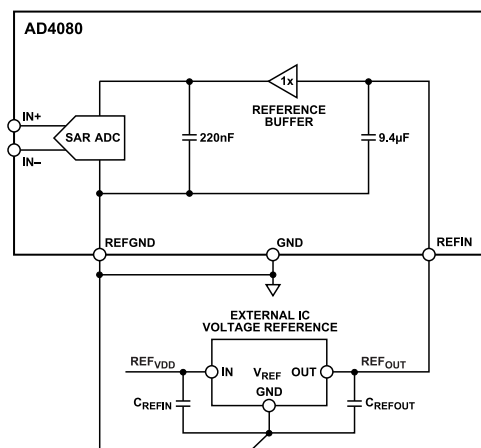 AD4080
IN+
IN–
SAR ADC
220nF
1x
REFERENCE
BUFFER
9.4µF
REFGND
GND
REFIN
EXTERNAL IC
VOLTAGE REFERENCE
REFVDD
IN
VREF
OUT
REFOUT
GND
CREFIN
CREFOUT